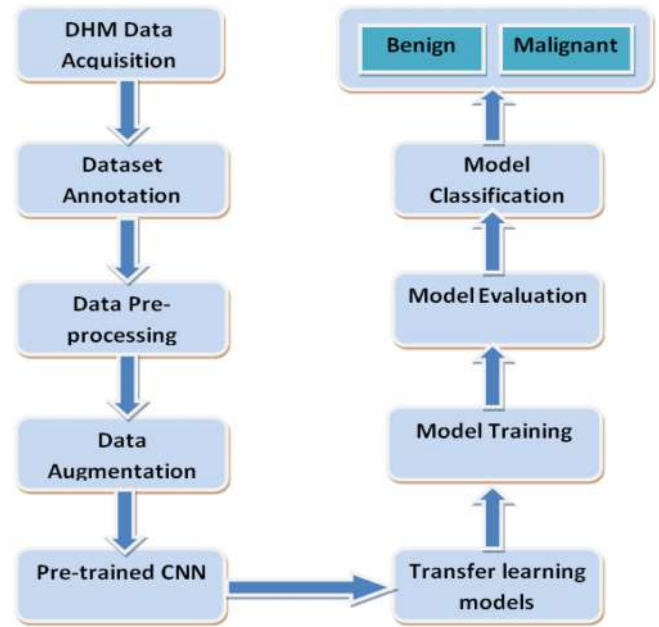 DHM Data
Acquisition
Dataset
Annotation
Data Pre-
processing
Data
Augmentation
Pre-trained CNN
Transfer learning
models
Model Training
Model Evaluation
Model
Classification
Benign
Malignant